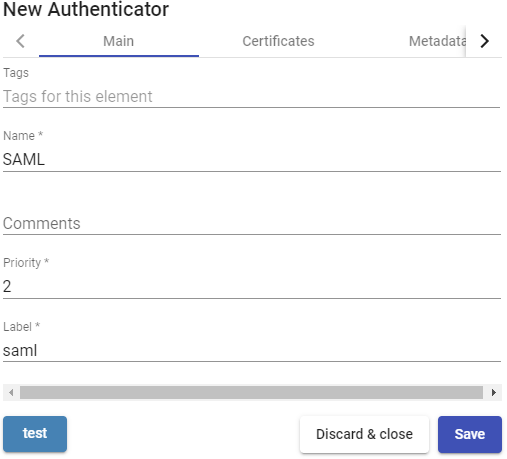 New Authenticator
Main Certificates Metadata
Tags
Tags for this element
Name *
SAML
Comments
Priority *
2
Label *
saml
test Discard & close Save